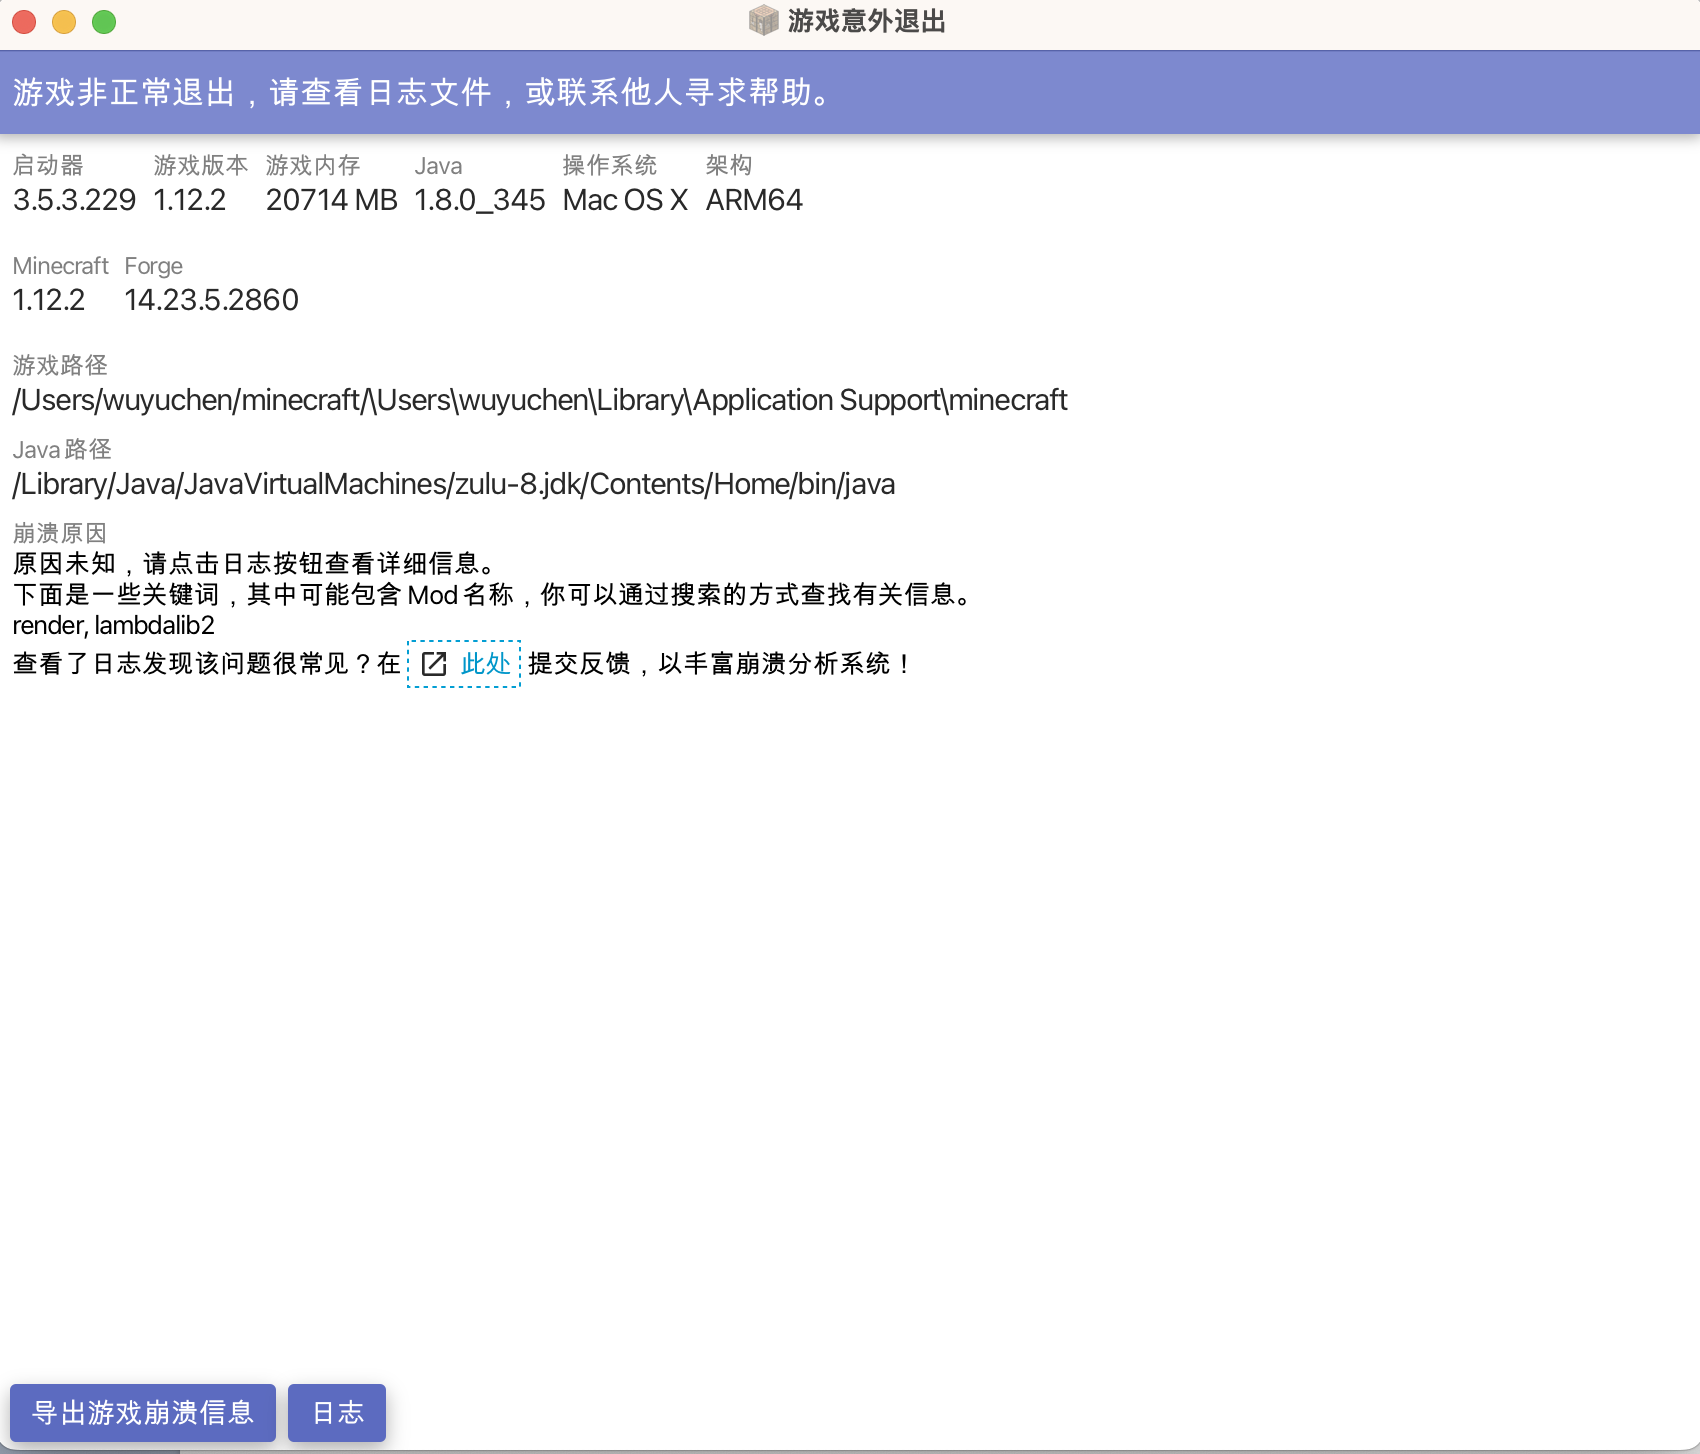 游戏意外退出
游戏非正常退出，请查看日志文件，或联系他人寻求帮助。
启动器 游戏版本 游戏内存 Java 操作系统 架构
3.5.3.229 1.12.2 20714 MB 1.8.0_345 Mac OS X ARM64
Minecraft Forge
1.12.2 14.23.5.2860
游戏路径
/Users/wuyuchen/minecraft/\Users\wuyuchen\Library\Application Support\minecraft
Java 路径
/Library/Java/JavaVirtualMachines/zulu-8.jdk/Contents/Home/bin/java
崩溃原因
原因未知，请点击日志按钮查看详细信息。
下面是一些关键词，其中可能包含 Mod 名称，你可以通过搜索的方式查找有关信息。
render, lambdalib2
查看了日志发现该问题很常见？在 此处 提交反馈，以丰富崩溃分析系统！
导出游戏崩溃信息 日志